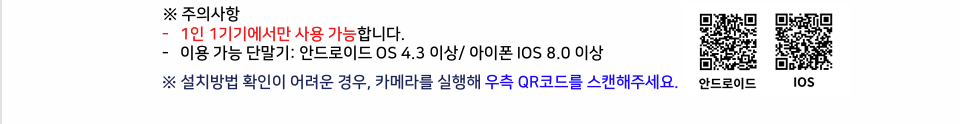 ※ 주의사항
- 1인 1기기에서만 사용 가능합니다.
- 이용 가능 단말기: 안드로이드 OS 4.3 이상/ 아이폰 IOS 8.0 이상
※ 설치방법 확인이 어려운 경우, 카메라를 실행해 우측 QR코드를 스캔해주세요.
안드로이드
IOS